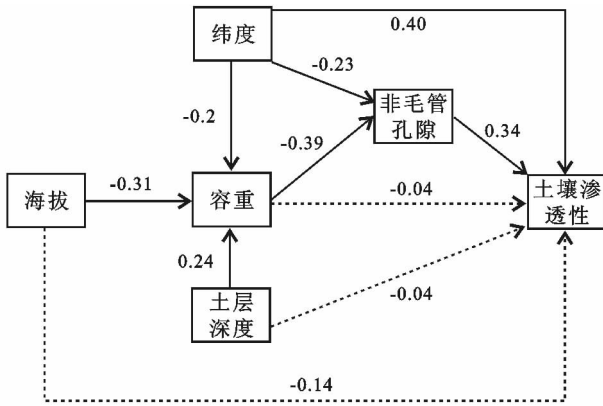 纬度
0.40
-0.23
非毛管
孔隙
-0.2
-0.39
0.34
海拔
-0.31
容重
-0.04
土壤渗
透性
0.24
土层
深度
-0.04
-0.14